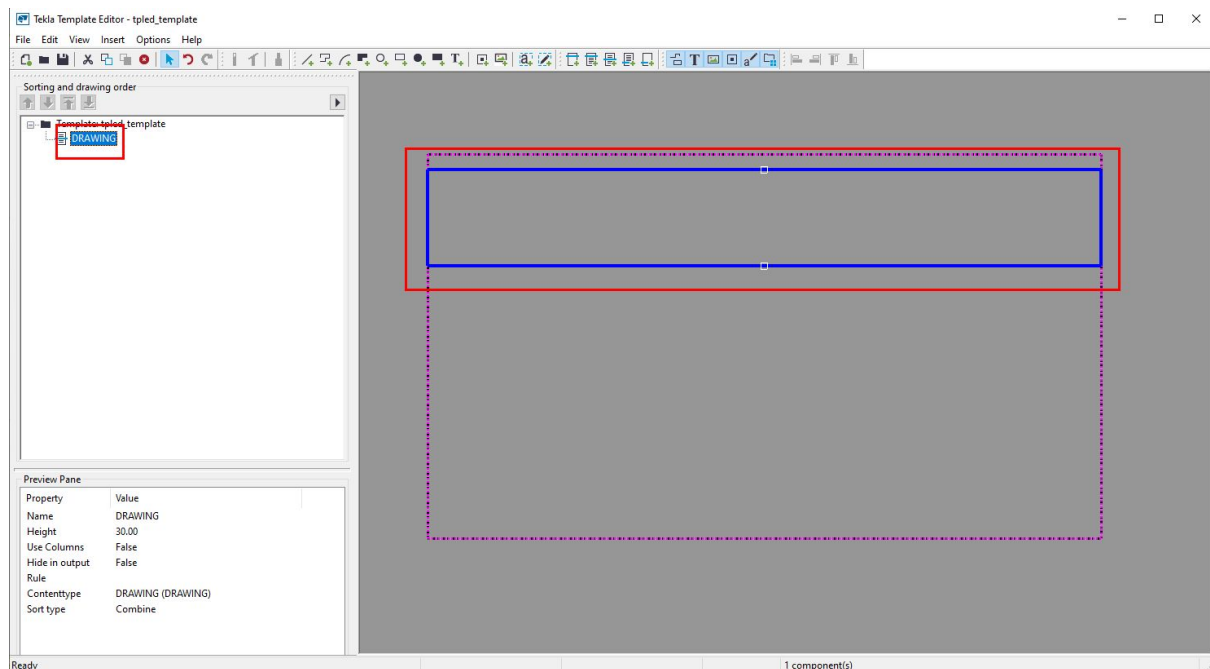 Tekla Template Editor - tpled_template
File Edit View Insert Options Help
Sorting and drawing order
Template: tpled_template
DRAWING
Preview Pane
Property Value
Name DRAWING
Height 30.00
Use Columns False
Hide in output False
Rule
Contenttype DRAWING (DRAWING)
Sort type Combine
Ready 1 component(s)